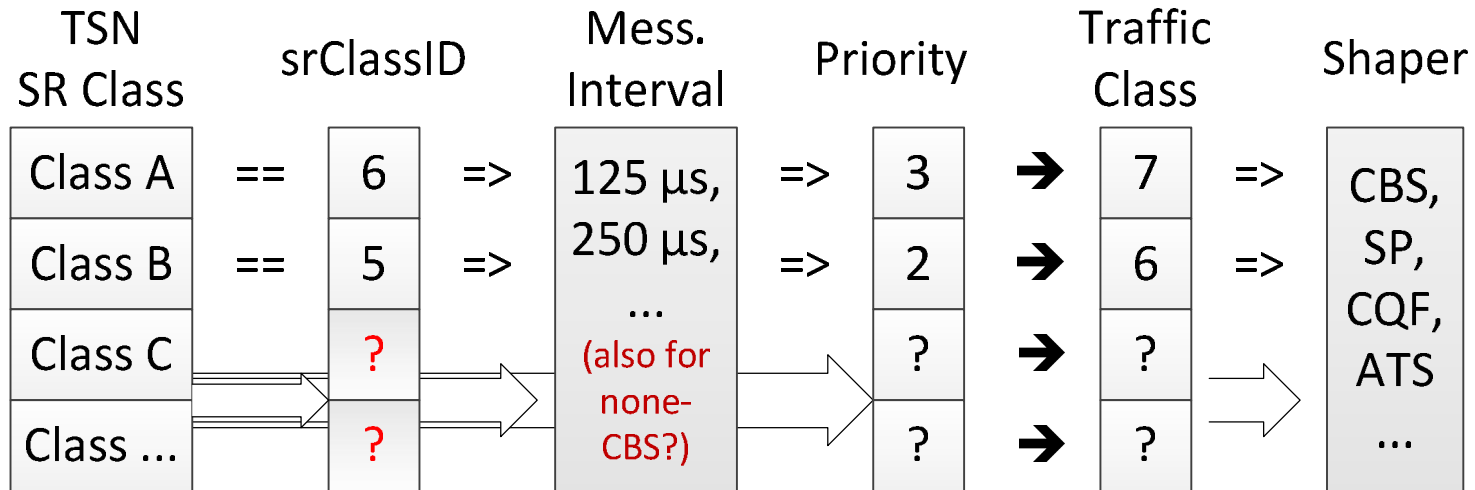 TSN
SR Class
srClassID
Mess.
Interval
Priority
Traffic
Class
Shaper
Class A == 6 => 125 µs, => 3 ➔ 7 => CBS,
Class B == 5 => 250 µs, => 2 ➔ 6 => SP,
...
Class C ? (also for ? ➔ ? CQF,
none-
ATS
Class ... ? CBS?) ? ➔ ? ...